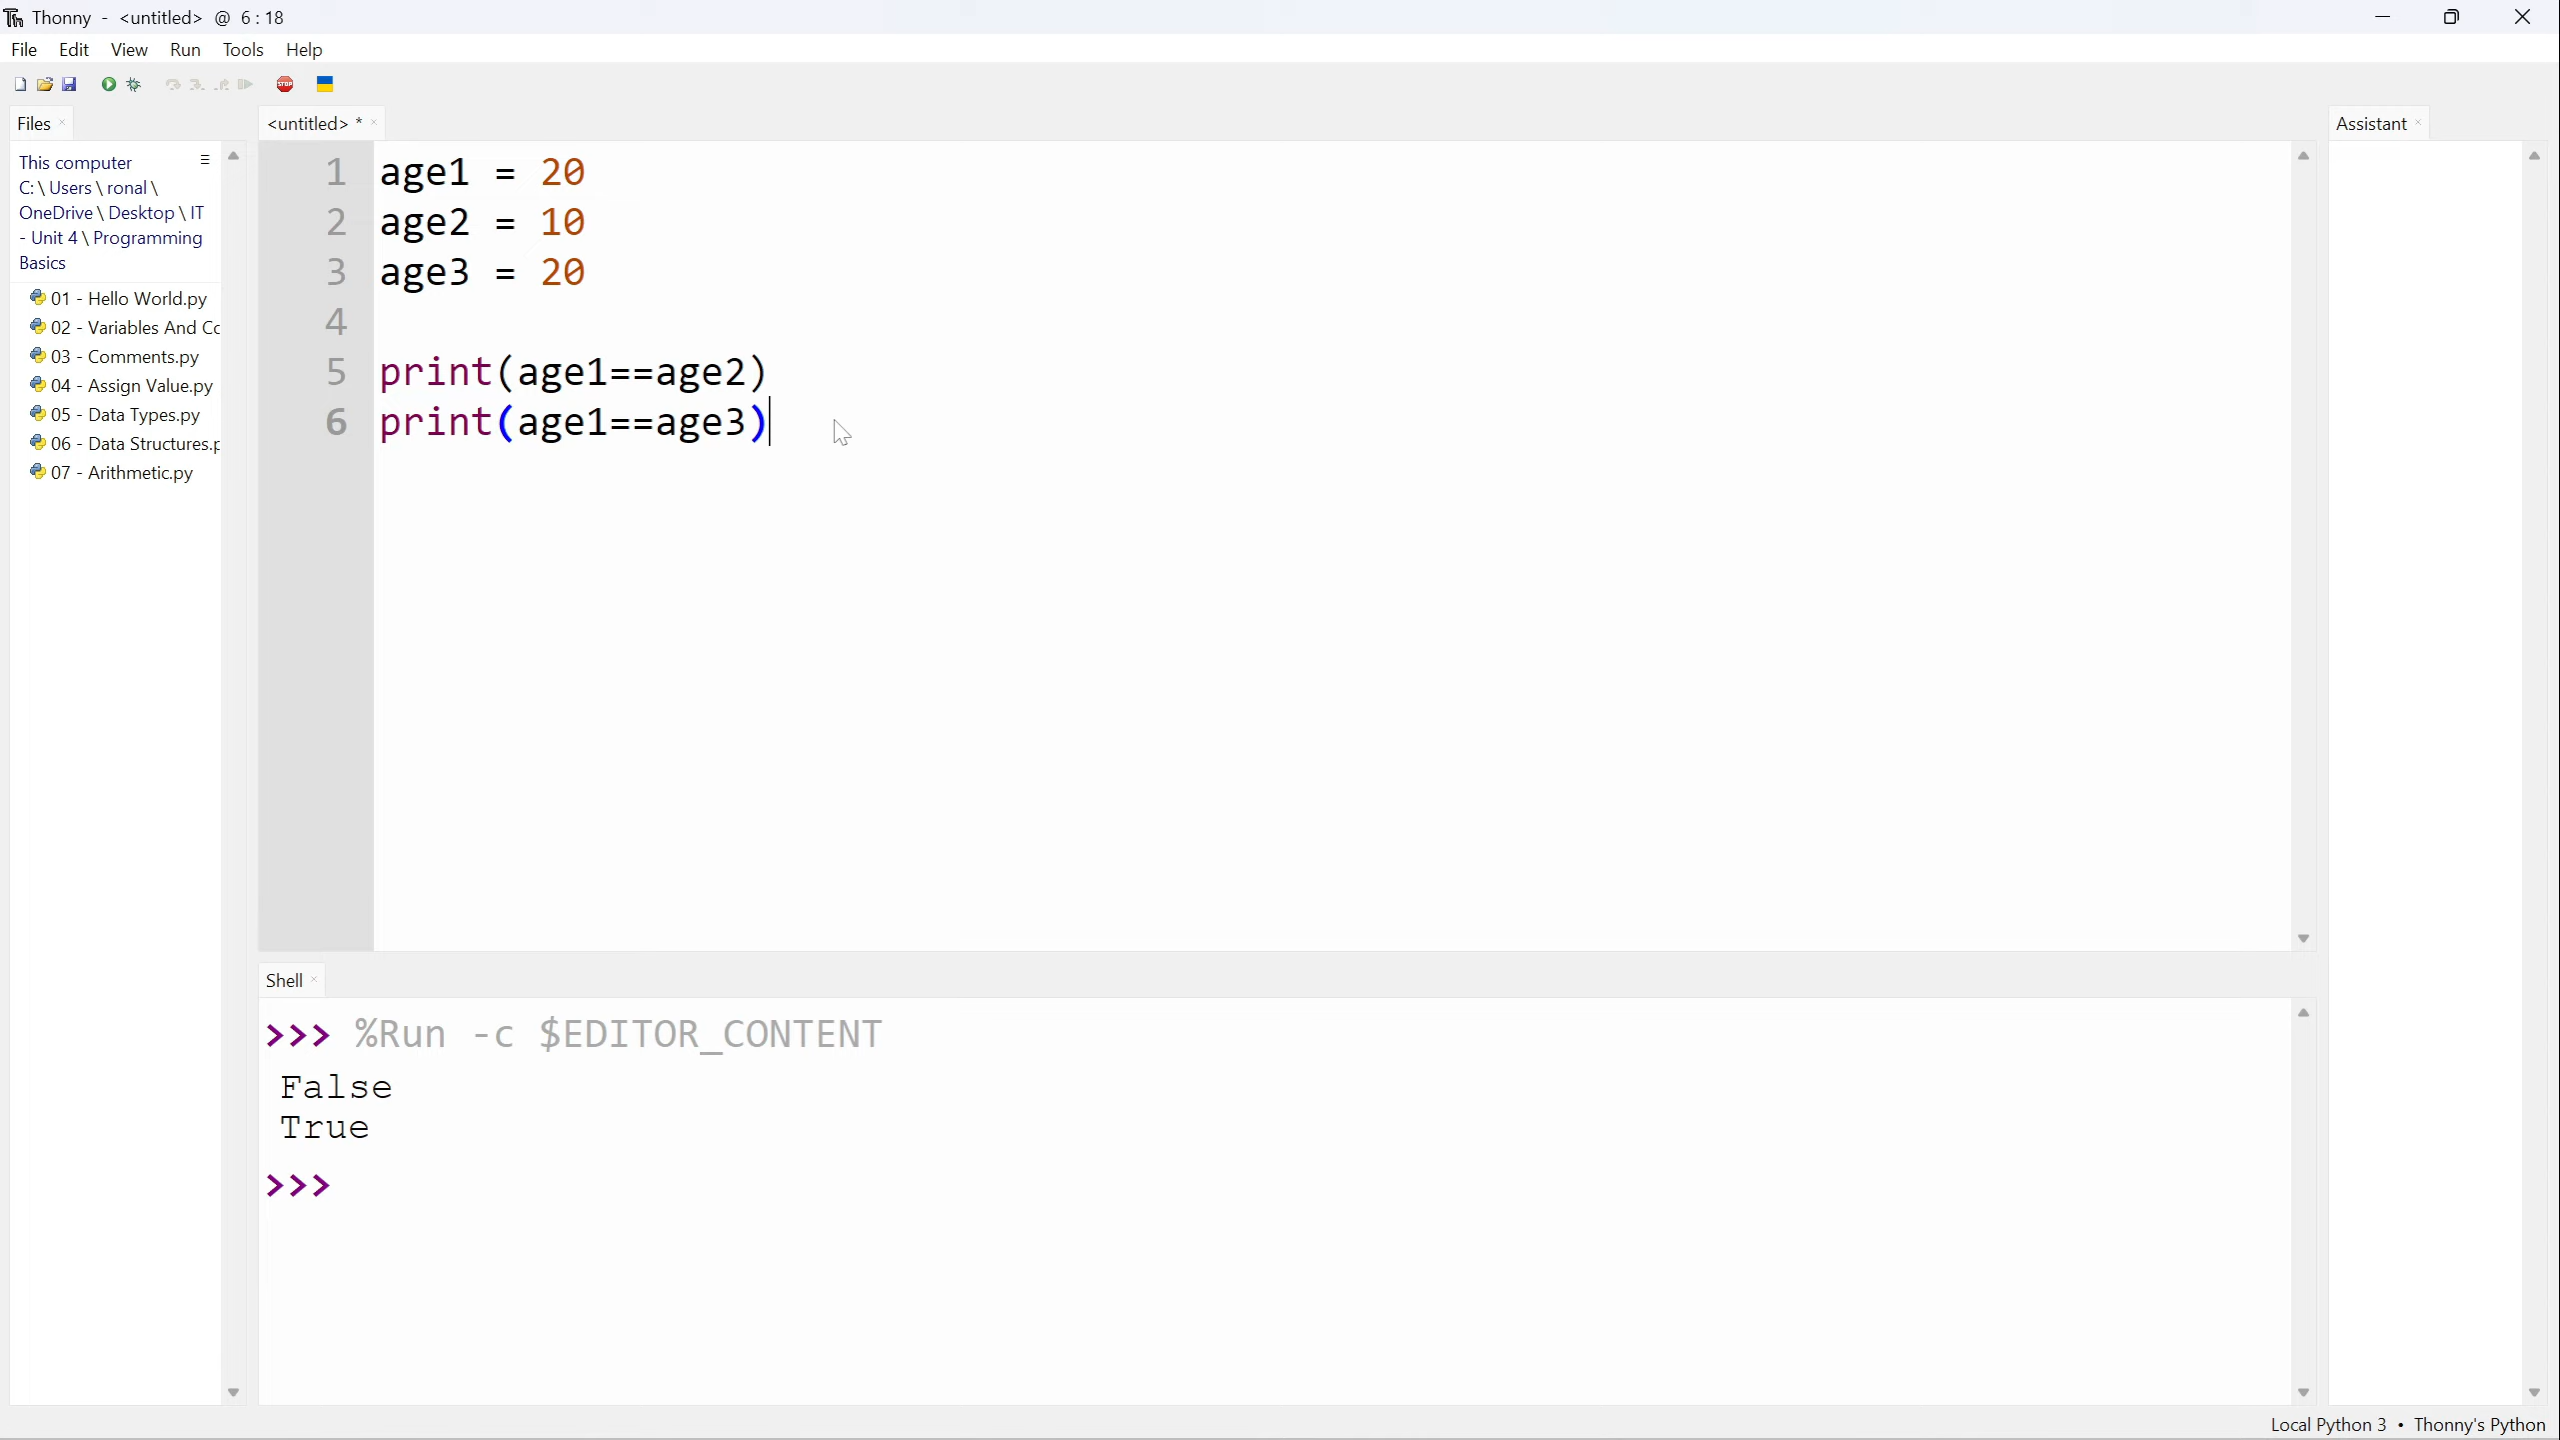 Thonny - <untitled> @ 6 : 18
File Edit View Run Tools Help
Files
<untitled> *
Assistant
This computer
C: \ Users \ ronal \
OneDrive \ Desktop \ IT
- Unit 4 \ Programming
Basics
01 - Hello World.py
02 - Variables And Co
03 - Comments.py
04 - Assign Value.py
05 - Data Types.py
06 - Data Structures.p
07 - Arithmetic.py
1 age1 = 20
2 age2 = 10
3 age3 = 20
4
5 print(age1==age2)
6 print(age1==age3)
Shell
>>> %Run -c $EDITOR_CONTENT
False
True
>>>
Local Python 3 • Thonny's Python